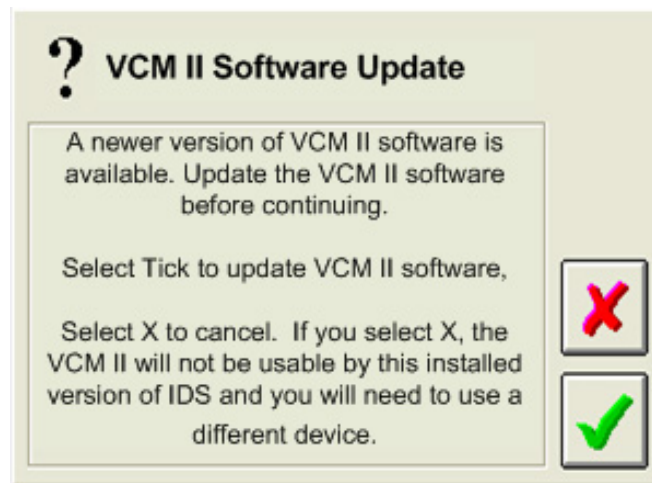 ? VCM II Software Update
A newer version of VCM II software is
available. Update the VCM II software
before continuing.
Select Tick to update VCM II software,
Select X to cancel. If you select X, the
VCM II will not be usable by this installed
version of IDS and you will need to use a
different device.